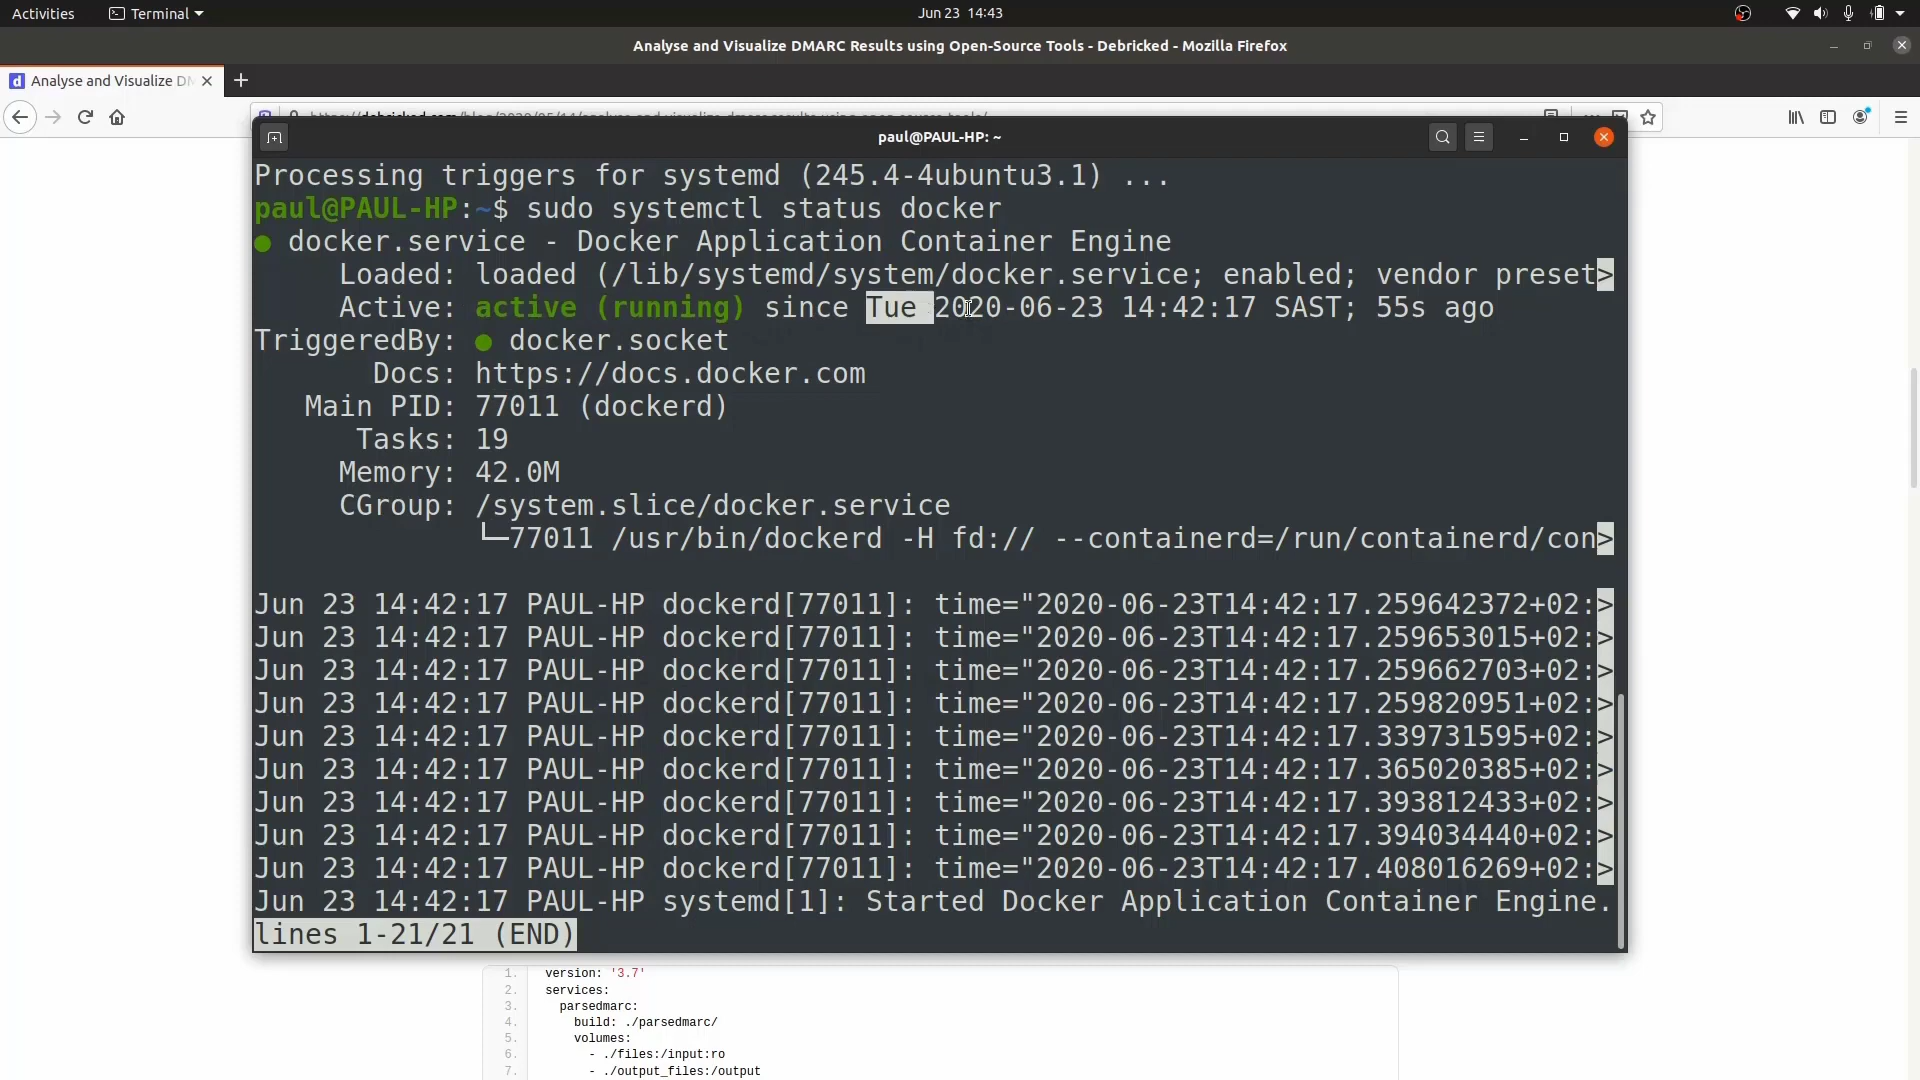 Activities
Terminal
Jun 23 14:43
Analyse and Visualize DMARC Results using Open-Source Tools - Debricked - Mozilla Firefox
Analyse and Visualize DM
paul@PAUL-HP: ~
Processing triggers for systemd (245.4-4ubuntu3.1) ...
paul@PAUL-HP:~$ sudo systemctl status docker
● docker.service - Docker Application Container Engine
Loaded: loaded (/lib/systemd/system/docker.service; enabled; vendor preset>
Active: active (running) since Tue 2020-06-23 14:42:17 SAST; 55s ago
TriggeredBy: ● docker.socket
Docs: https://docs.docker.com
Main PID: 77011 (dockerd)
Tasks: 19
Memory: 42.0M
CGroup: /system.slice/docker.service
└─77011 /usr/bin/dockerd -H fd:// --containerd=/run/containerd/con>
Jun 23 14:42:17 PAUL-HP dockerd[77011]: time="2020-06-23T14:42:17.259642372+02:>
Jun 23 14:42:17 PAUL-HP dockerd[77011]: time="2020-06-23T14:42:17.259653015+02:>
Jun 23 14:42:17 PAUL-HP dockerd[77011]: time="2020-06-23T14:42:17.259662703+02:>
Jun 23 14:42:17 PAUL-HP dockerd[77011]: time="2020-06-23T14:42:17.259820951+02:>
Jun 23 14:42:17 PAUL-HP dockerd[77011]: time="2020-06-23T14:42:17.339731595+02:>
Jun 23 14:42:17 PAUL-HP dockerd[77011]: time="2020-06-23T14:42:17.365020385+02:>
Jun 23 14:42:17 PAUL-HP dockerd[77011]: time="2020-06-23T14:42:17.393812433+02:>
Jun 23 14:42:17 PAUL-HP dockerd[77011]: time="2020-06-23T14:42:17.394034440+02:>
Jun 23 14:42:17 PAUL-HP dockerd[77011]: time="2020-06-23T14:42:17.408016269+02:>
Jun 23 14:42:17 PAUL-HP systemd[1]: Started Docker Application Container Engine.
lines 1-21/21 (END)
1. version: '3.7'
2. services:
3. parsedmarc:
4. build: ./parsedmarc/
5. volumes:
6. - ./files:/input:ro
7. - ./output_files:/output